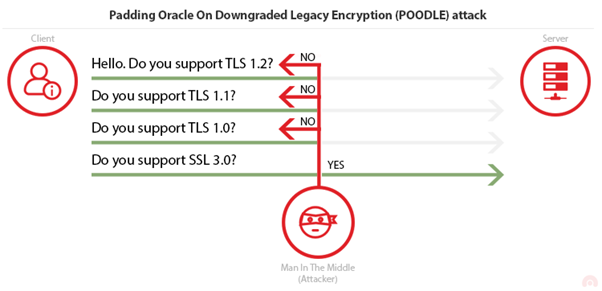 Padding Oracle On Downgraded Legacy Encryption (POODLE) attack
Client
Server
Hello. Do you support TLS 1.2?
NO
Do you support TLS 1.1?
NO
Do you support TLS 1.0?
NO
Do you support SSL 3.0?
YES
Man In The Middle
(Attacker)